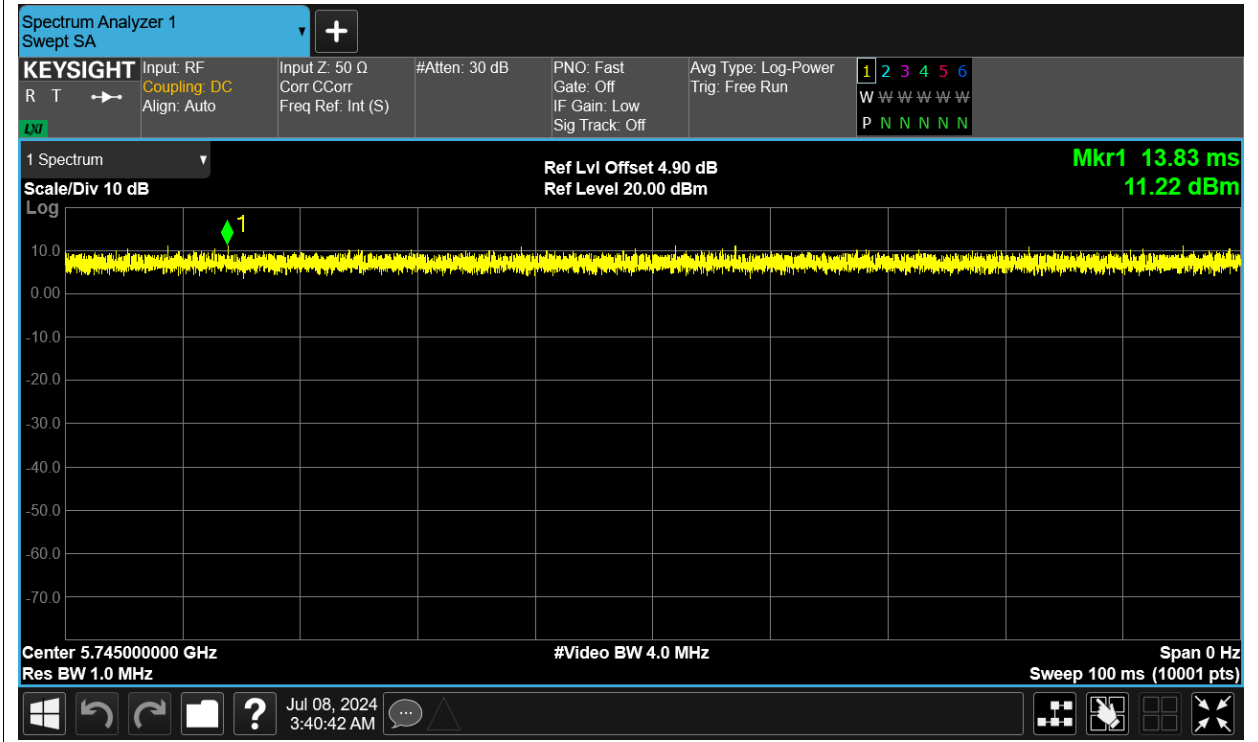 Spectrum Analyzer 1
Swept SA
KEYSIGHT
R T
LXI
Input: RF
Coupling: DC
Align: Auto
Input Z: 50 Ω
Corr CCorr
Freq Ref: Int (S)
#Atten: 30 dB
PNO: Fast
Gate: Off
IF Gain: Low
Sig Track: Off
Avg Type: Log-Power
Trig: Free Run
1 2 3 4 5 6
W W W W W W
P N N N N N
1 Spectrum
Scale/Div 10 dB
Ref Lvl Offset 4.90 dB
Ref Level 20.00 dBm
Mkr1 13.83 ms
11.22 dBm
Log
1
10.0
0.00
-10.0
-20.0
-30.0
-40.0
-50.0
-60.0
-70.0
Center 5.745000000 GHz
#Video BW 4.0 MHz
Span 0 Hz
Res BW 1.0 MHz
Sweep 100 ms (10001 pts)
?
Jul 08, 2024
3:40:42 AM